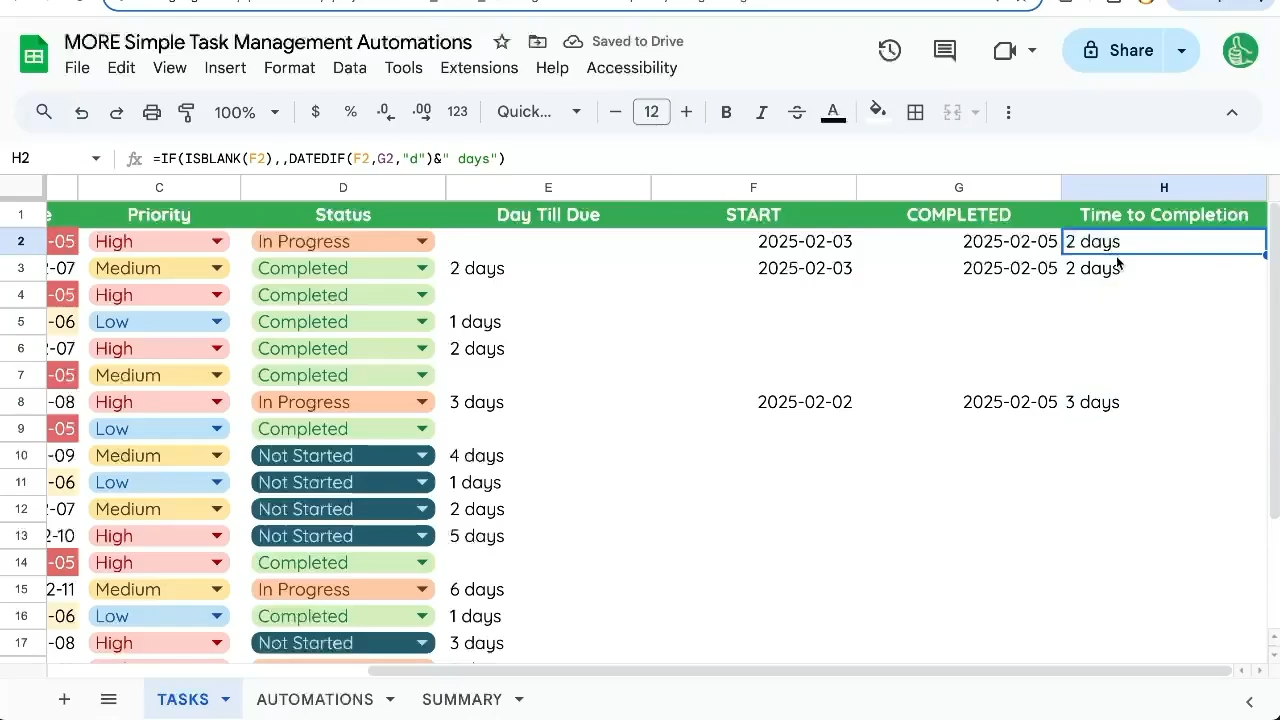 MORE Simple Task Management Automations Saved to Drive
File Edit View Insert Format Data Tools Extensions Help Accessibility
Share
100% $ % .0 .00 123 Quick... 12 B I A
H2 fx =IF(ISBLANK(F2),,DATEDIF(F2,G2,"d")&" days")
C D E F G H
1 e Priority Status Day Till Due START COMPLETED Time to Completion
2 -05 High In Progress 2025-02-03 2025-02-05 2 days
3 -07 Medium Completed 2 days 2025-02-03 2025-02-05 2 days
4 -05 High Completed
5 -06 Low Completed 1 days
6 -07 High Completed 2 days
7 -05 Medium Completed
8 -08 High In Progress 3 days 2025-02-02 2025-02-05 3 days
9 -05 Low Completed
10 -09 Medium Not Started 4 days
11 -06 Low Not Started 1 days
12 -07 Medium Not Started 2 days
13 2-10 High Not Started 5 days
14 -05 High Completed
15 2-11 Medium In Progress 6 days
16 -06 Low Completed 1 days
17 -08 High Not Started 3 days
TASKS AUTOMATIONS SUMMARY